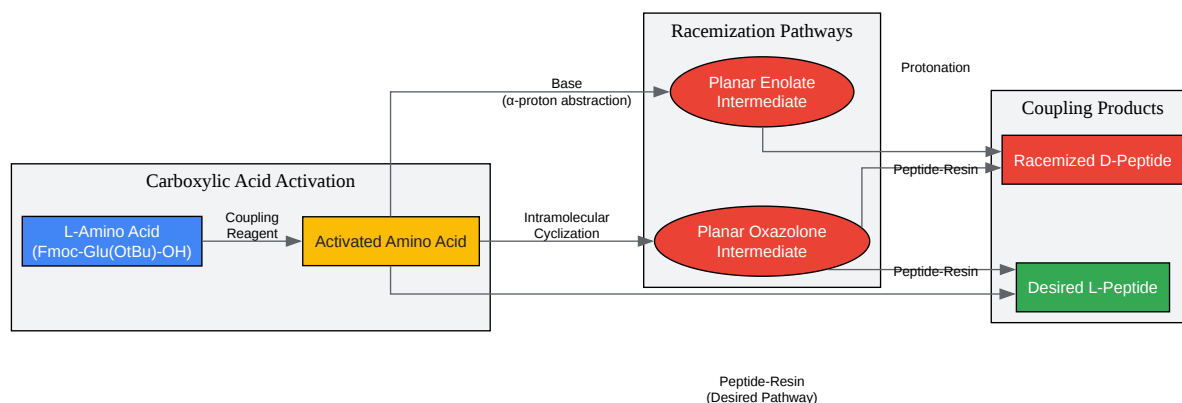 Racemization Pathways
Planar Enolate
Intermediate
Protonation
Base
(α-proton abstraction)
Coupling Products
Racemized D-Peptide
Peptide-Resin
Carboxylic Acid Activation
L-Amino Acid
(Fmoc-Glu(OtBu)-OH)
Coupling
Reagent
Activated Amino Acid
Intramolecular
Cyclization
Planar Oxazolone
Intermediate
Peptide-Resin
Desired L-Peptide
Peptide-Resin
(Desired Pathway)